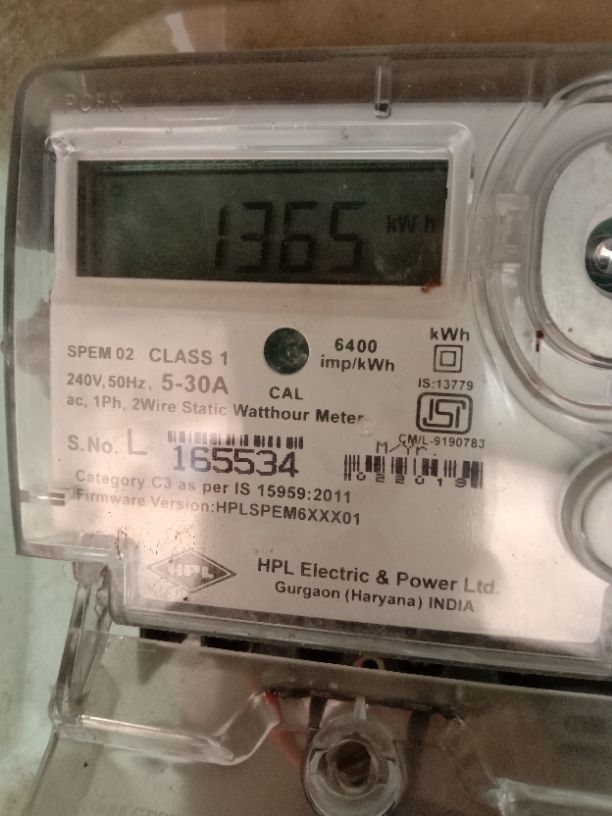 1365 kWh
SPEM 02 CLASS 1
240V, 50Hz, 5-30A
ac, 1Ph, 2Wire Static Watthour Meter
CAL
6400
imp/kWh
kWh
IS:13779
ISI
CM/L-9190783
S.No. L 165534
M/Yr.
022019
Category C3 as per IS 15959:2011
Firmware Version:HPLSPEM6XXX01
HPL
HPL Electric & Power Ltd.
Gurgaon (Haryana) INDIA